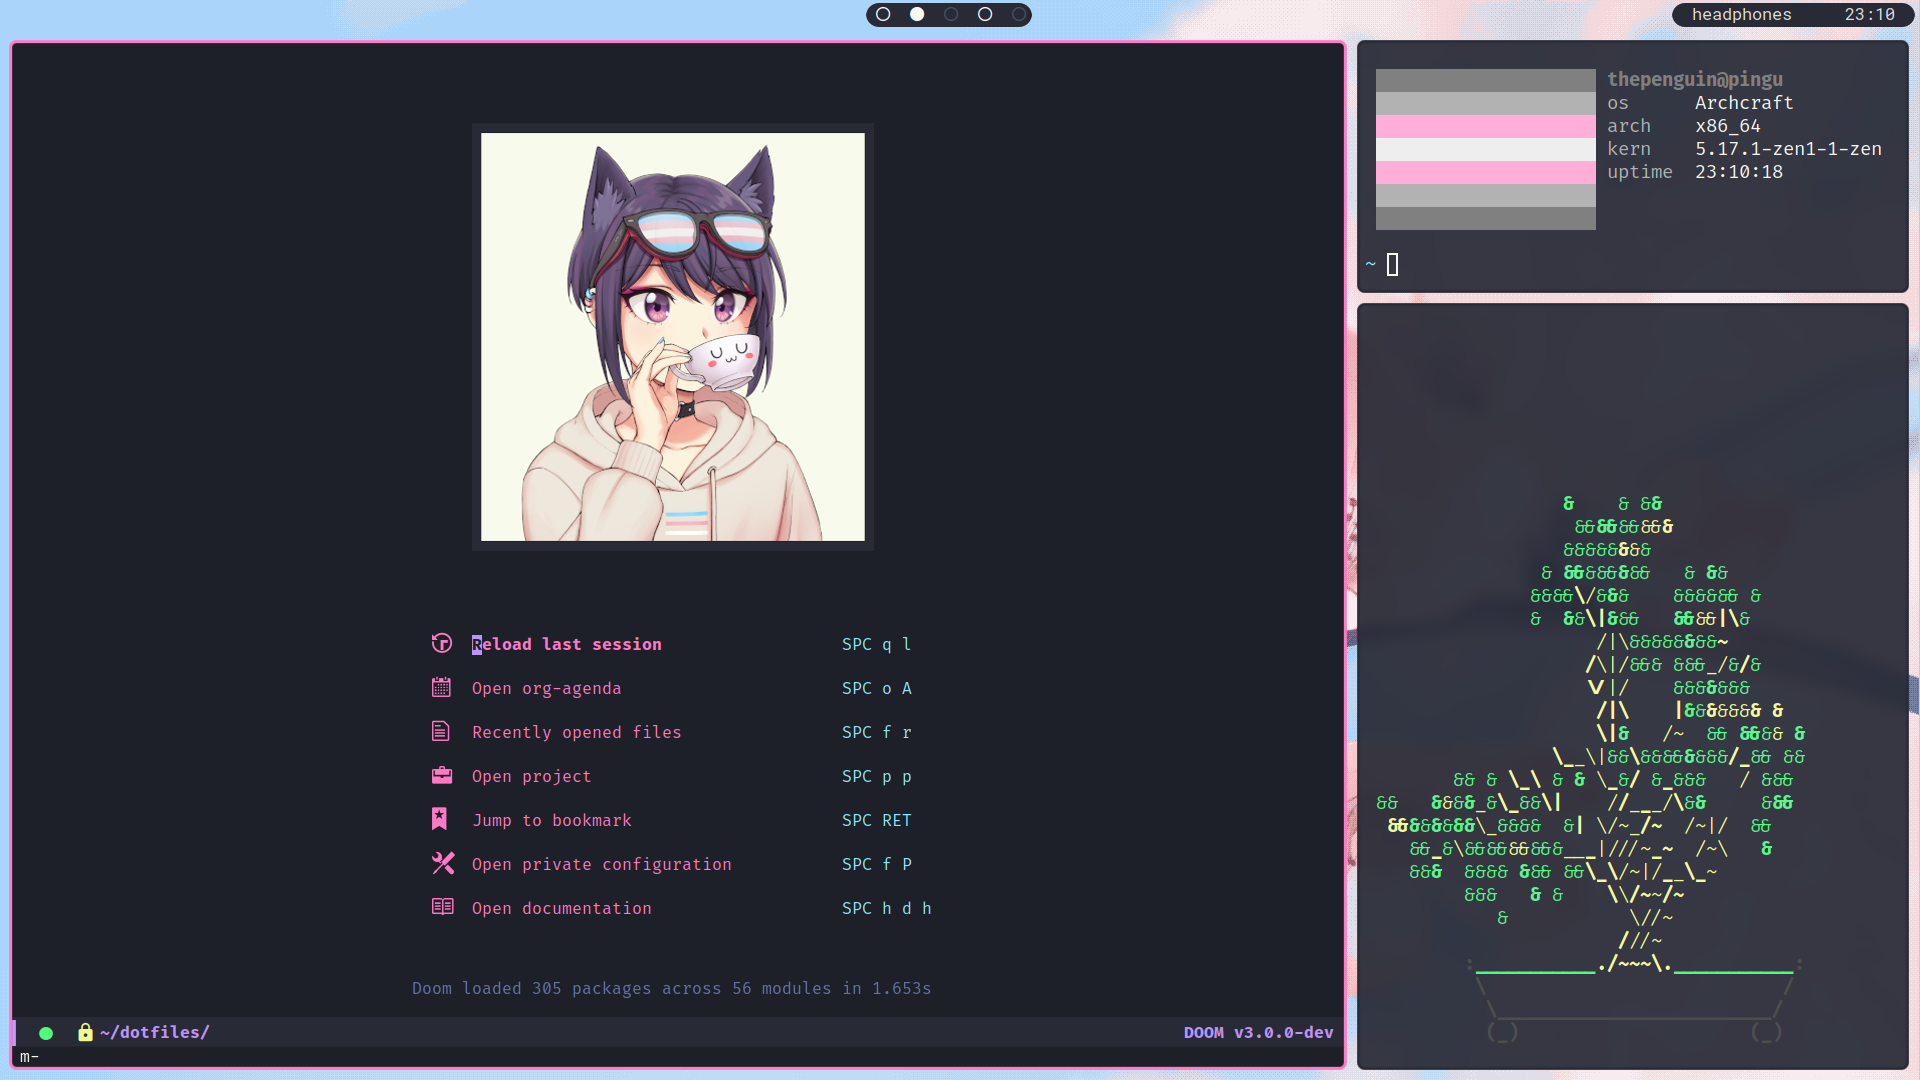 headphones 23:10
thepenguin@pingu
os Archcraft
arch x86_64
kern 5.17.1-zen1-1-zen
uptime 23:10:18
~
Reload last session SPC q l
Open org-agenda SPC o A
Recently opened files SPC f r
Open project SPC p p
Jump to bookmark SPC RET
Open private configuration SPC f P
Open documentation SPC h d h
Doom loaded 305 packages across 56 modules in 1.653s
~/dotfiles/ DOOM v3.0.0-dev
m-